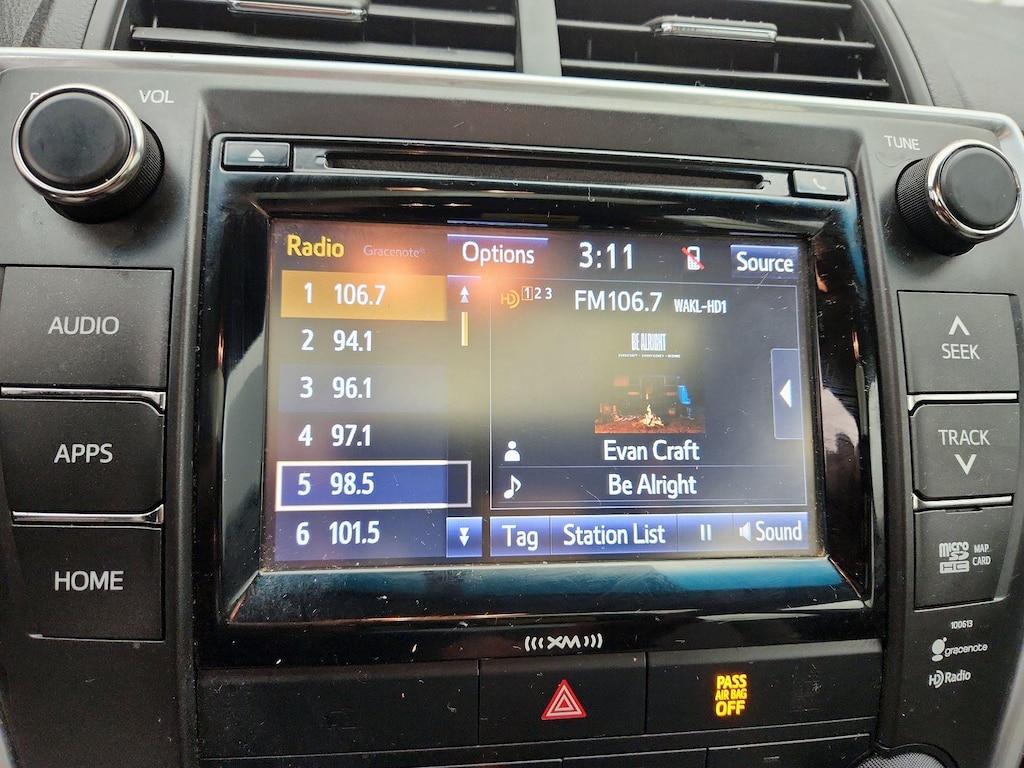 VOL
TUNE
AUDIO
APPS
HOME
Radio
Gracenote®
Options
3:11
Source
1 106.7
2 94.1
3 96.1
4 97.1
5 98.5
6 101.5
HD 1 2 3
FM106.7 WAKL-HD1
BE ALRIGHT
Evan Craft
Be Alright
Tag
Station List
Sound
SEEK
TRACK
micro SD HC MAP CARD
100613
gracenote
HD Radio
XM
PASS
AIR BAG
OFF